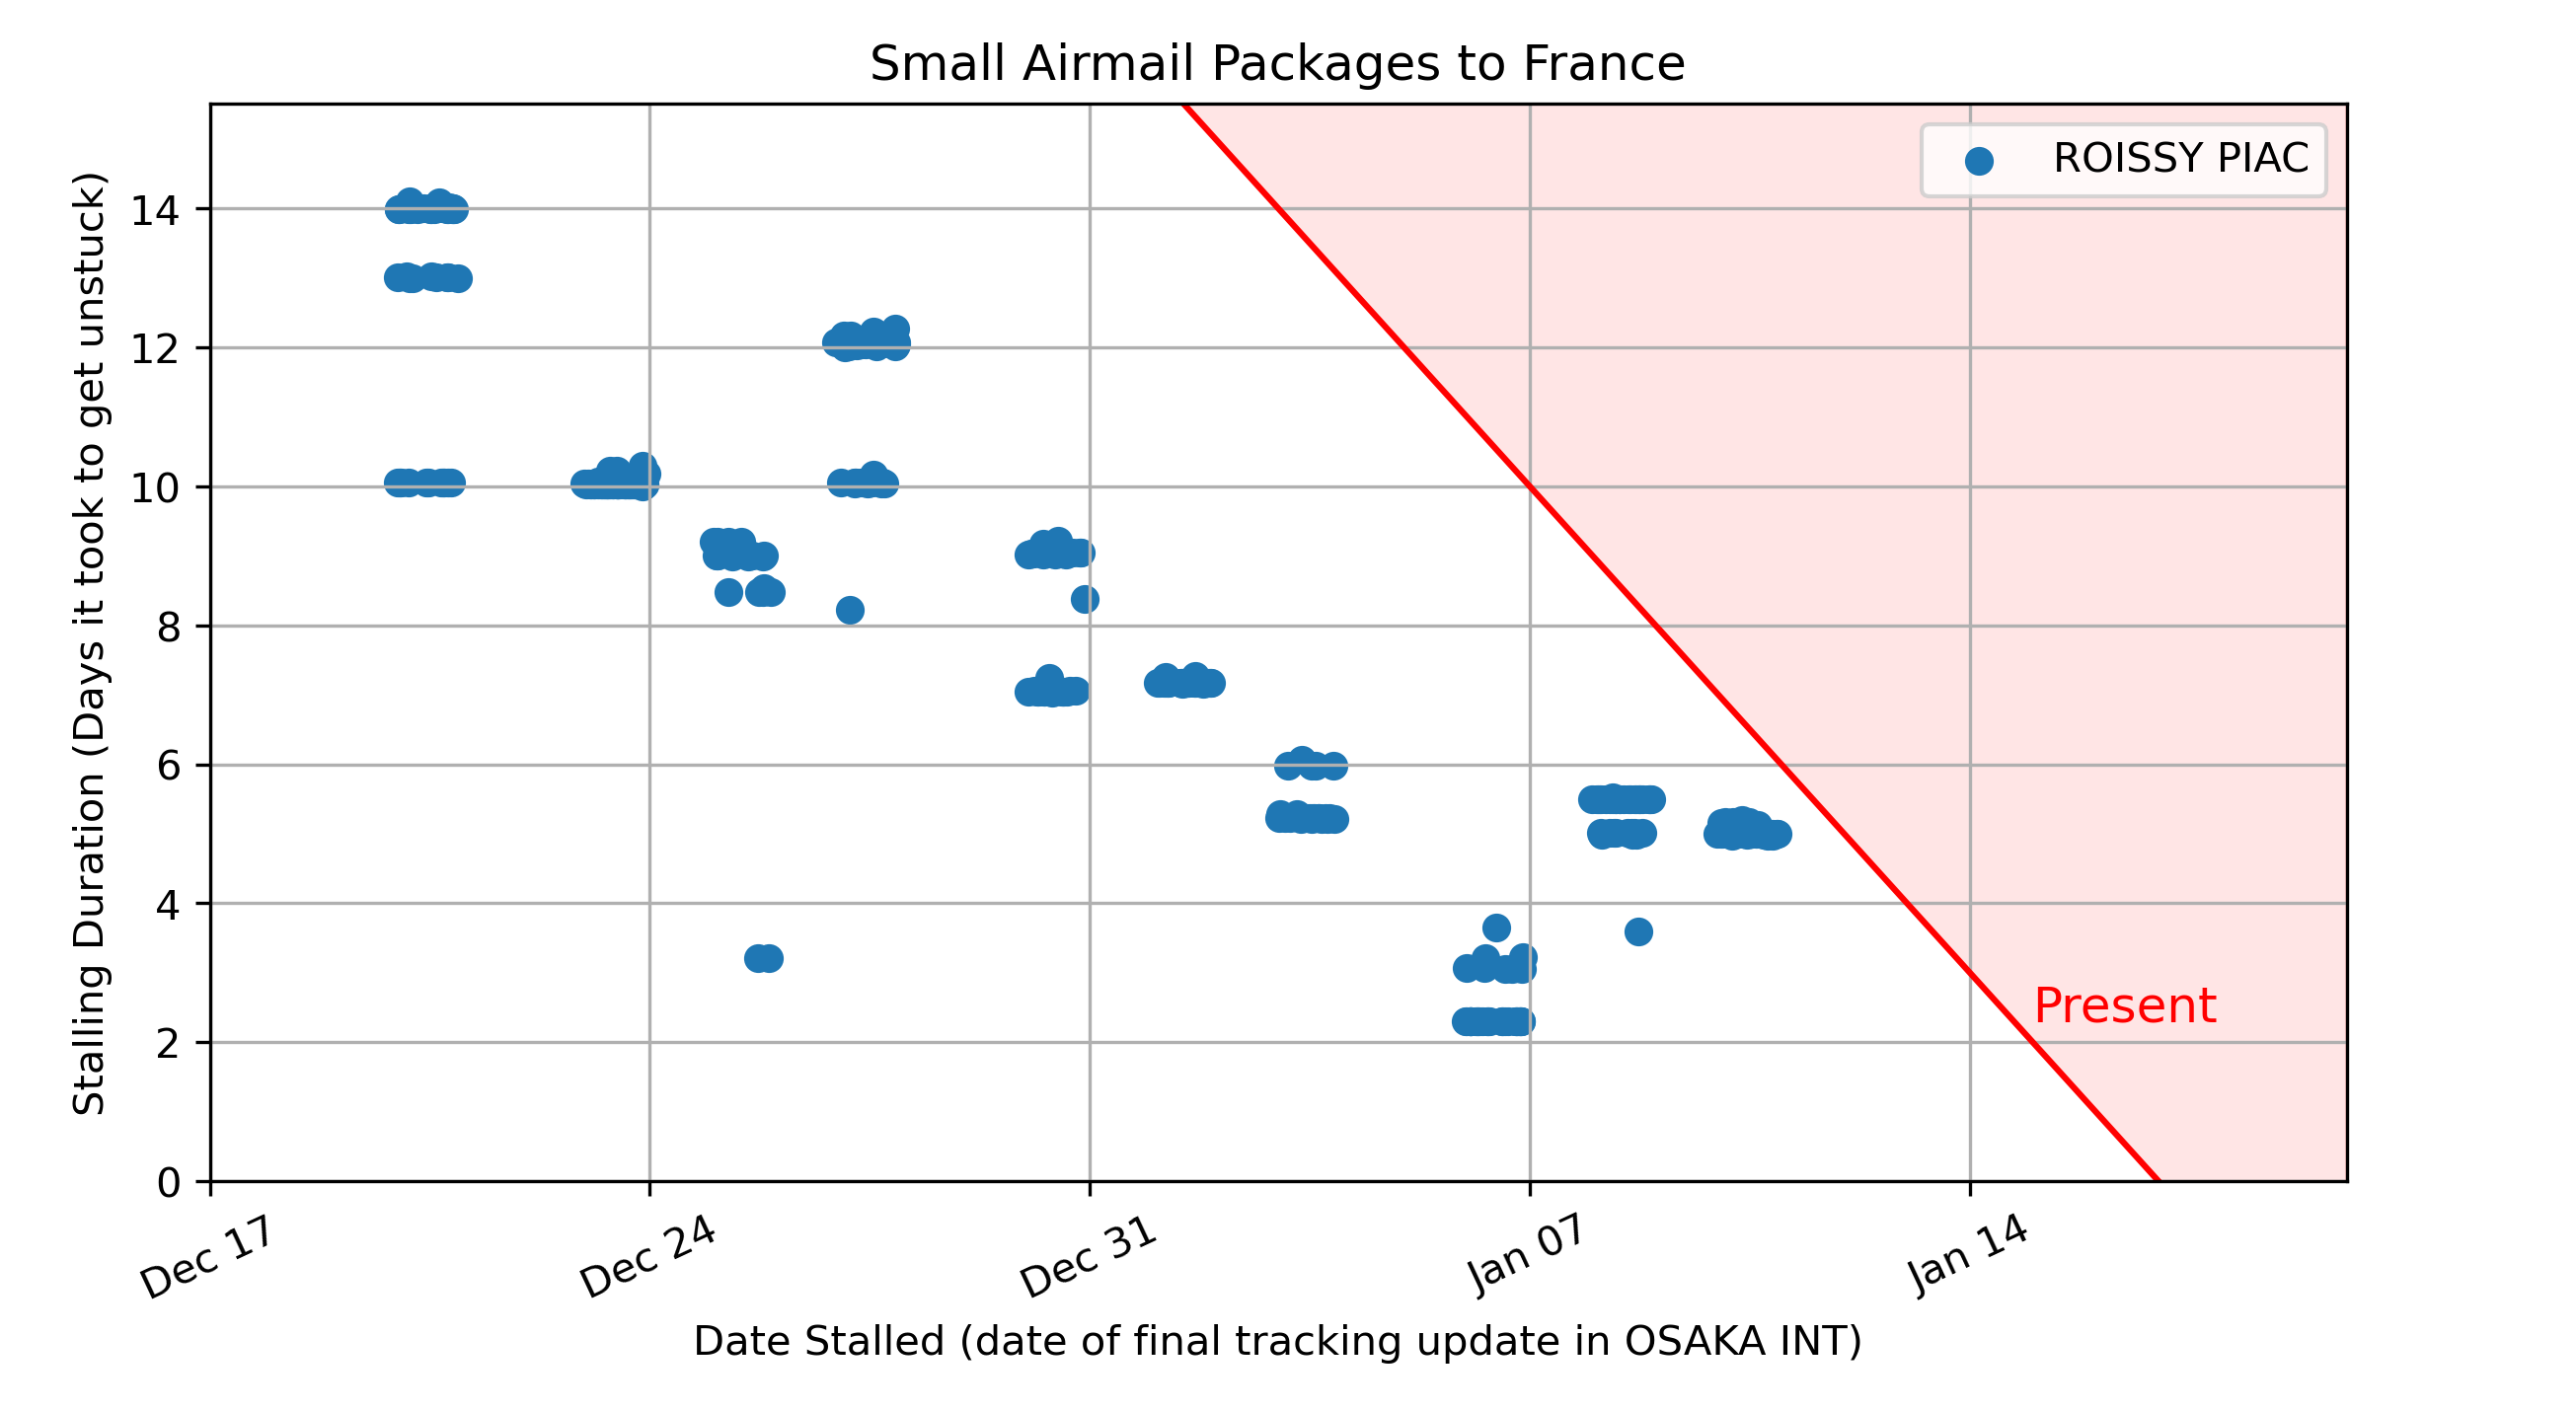 Small Airmail Packages to France
ROISSY PIAC
Stalling Duration (Days it took to get unstuck)
14
12
10
8
6
4
2
0
Present
Dec 17
Dec 24
Dec 31
Jan 07
Jan 14
Date Stalled (date of final tracking update in OSAKA INT)